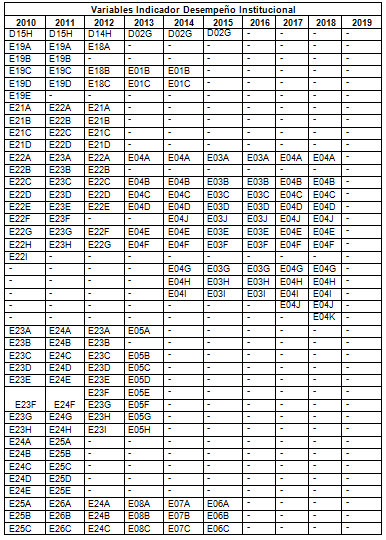 Variables Indicador Desempeño Institucional
2010 2011 2012 2013 2014 2015 2016 2017 2018 2019
D15H D15H D14H D02G D02G D02G - - - -
E19A E19A E18A - - - - - - -
E19B E19B - - - - - - - -
E19C E19C E18B E01B E01B - - - - -
E19D E19D E18C E01C E01C - - - - -
E19E - - - - - - - - -
E21A E22A E21A - - - - - - -
E21B E22B E21B - - - - - - -
E21C E22C E21C - - - - - - -
E21D E22D E21D - - - - - - -
E22A E23A E22A E04A E04A E03A E03A E04A E04A -
E22B E23B E22B - - - - - - -
E22C E23C E22C E04B E04B E03B E03B E04B E04B -
E22D E23D E22D E04C E04C E03C E03C E04C E04C -
E22E E23E E22E E04D E04D E03D E03D E04D E04D -
E22F E23F - - E04J E03J E03J E04J E04J -
E22G E23G E22F E04E E04E E03E E03E E04E E04E -
E22H E23H E22G E04F E04F E03F E03F E04F E04F -
E22I - - - - - - - - -
- - - - E04G E03G E03G E04G E04G -
- - - - E04H E03H E03H E04H E04H -
- - - - E04I E03I E03I E04I E04I -
- - - - - - - E04J E04J -
- - - - - - - - E04K -
E23A E24A E23A E05A - - - - - -
E23B E24B E23B - - - - - - -
E23C E24C E23C E05B - - - - - -
E23D E24D E23D E05C - - - - - -
E23E E24E E23E E05D - - - - - -
E23F E05E - - - - - -
E23F E24F E23G E05F - - - - - -
E23G E24G E23H E05G - - - - - -
E23H E24H E23I E05H - - - - - -
E24A E25A - - - - - - - -
E24B E25B - - - - - - - -
E24C E25C - - - - - - - -
E24D E25D - - - - - - - -
E24E E25E - - - - - - - -
E25A E26A E24A E08A E07A E06A - - - -
E25B E26B E24B E08B E07B E06B - - - -
E25C E26C E24C E08C E07C E06C - - - -